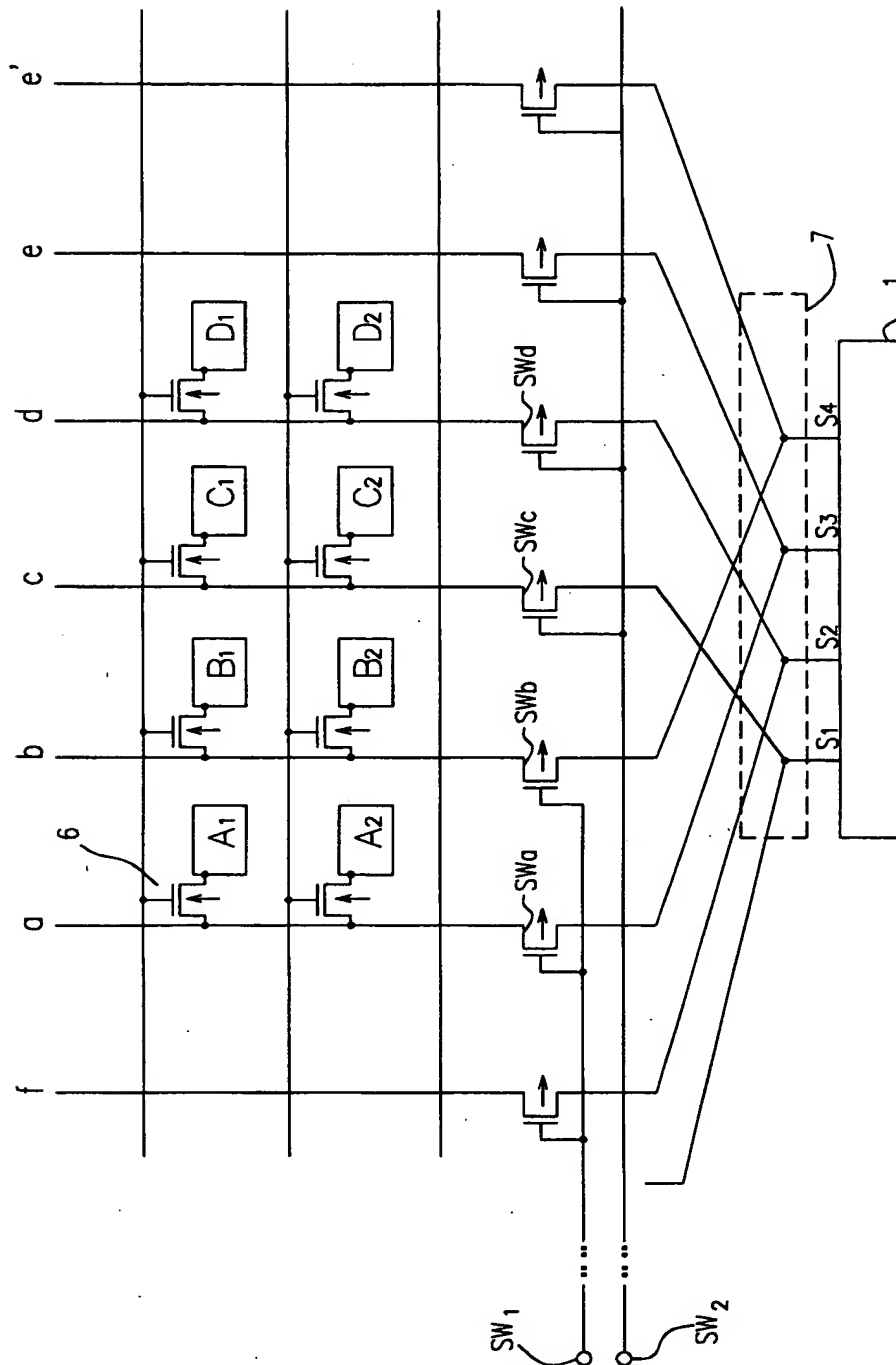 f a b c d e e'
6
A1 B1 C1 D1
A2 B2 C2 D2
SWa SWb SWc SWd
SW1
SW2
7
S1 S2 S3 S4
1